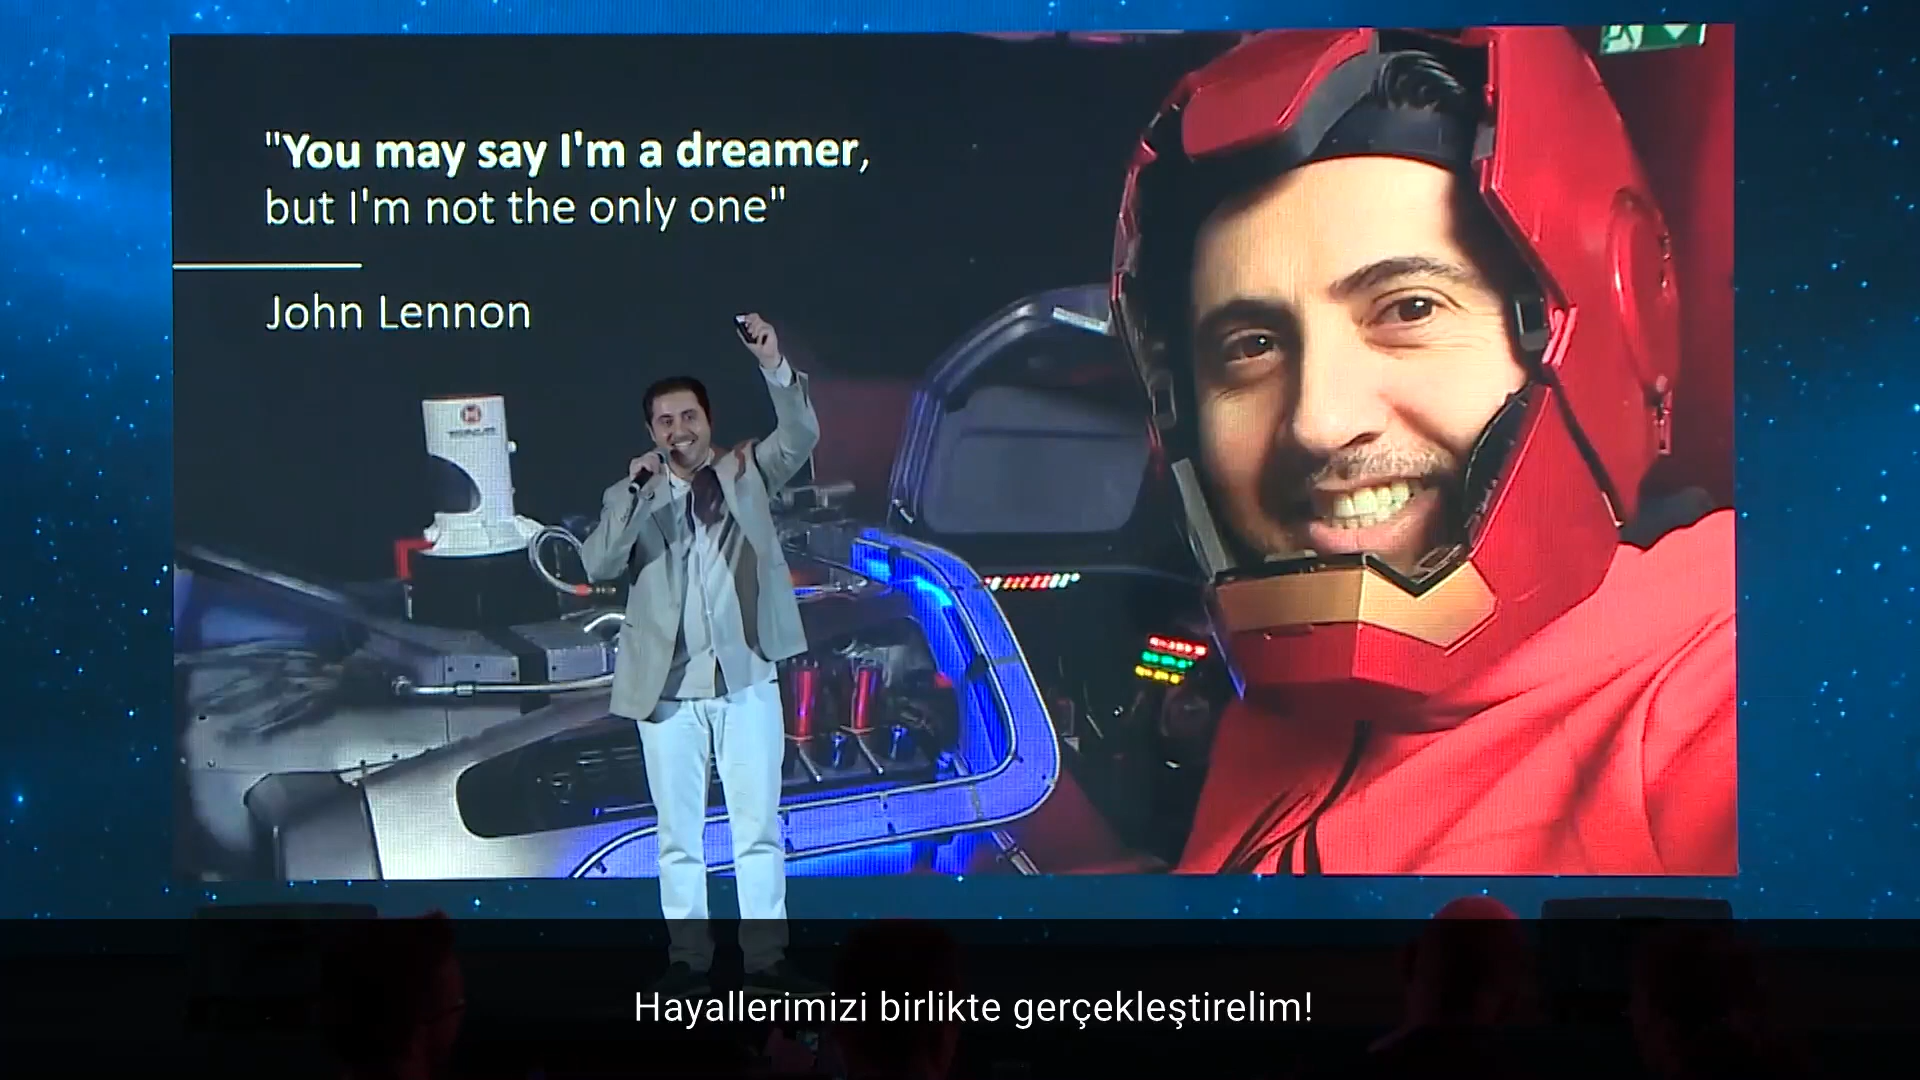 "You may say I'm a dreamer,
but I'm not the only one"
John Lennon
Hayallerimizi birlikte gerçekleştirelim!